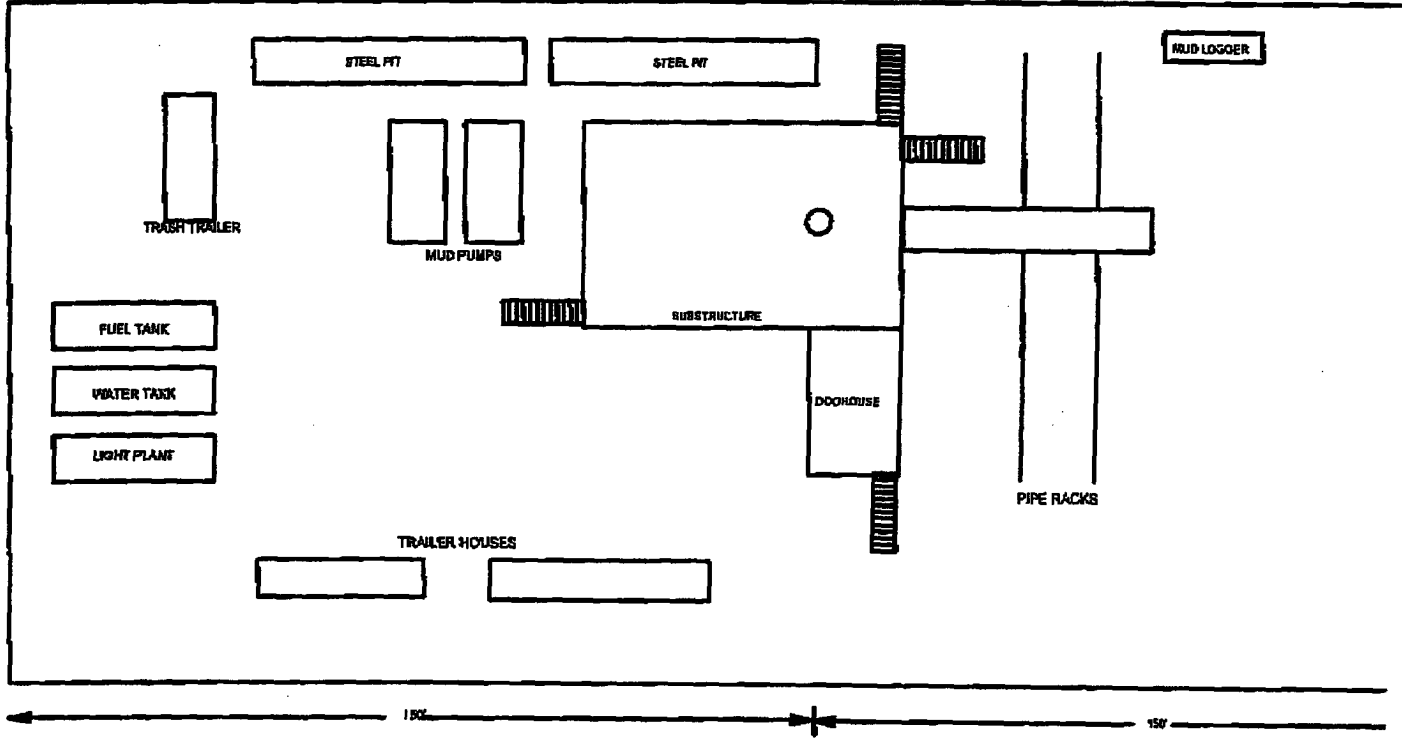 STEEL PIT
STEEL PIT
MUD LOGGER
TRASH TRAILER
MUD PUMPS
FUEL TANK
SUBSTRUCTURE
WATER TANK
DOGHOUSE
LIGHT PLANT
PIPE RACKS
TRAILER HOUSES
150'
150'